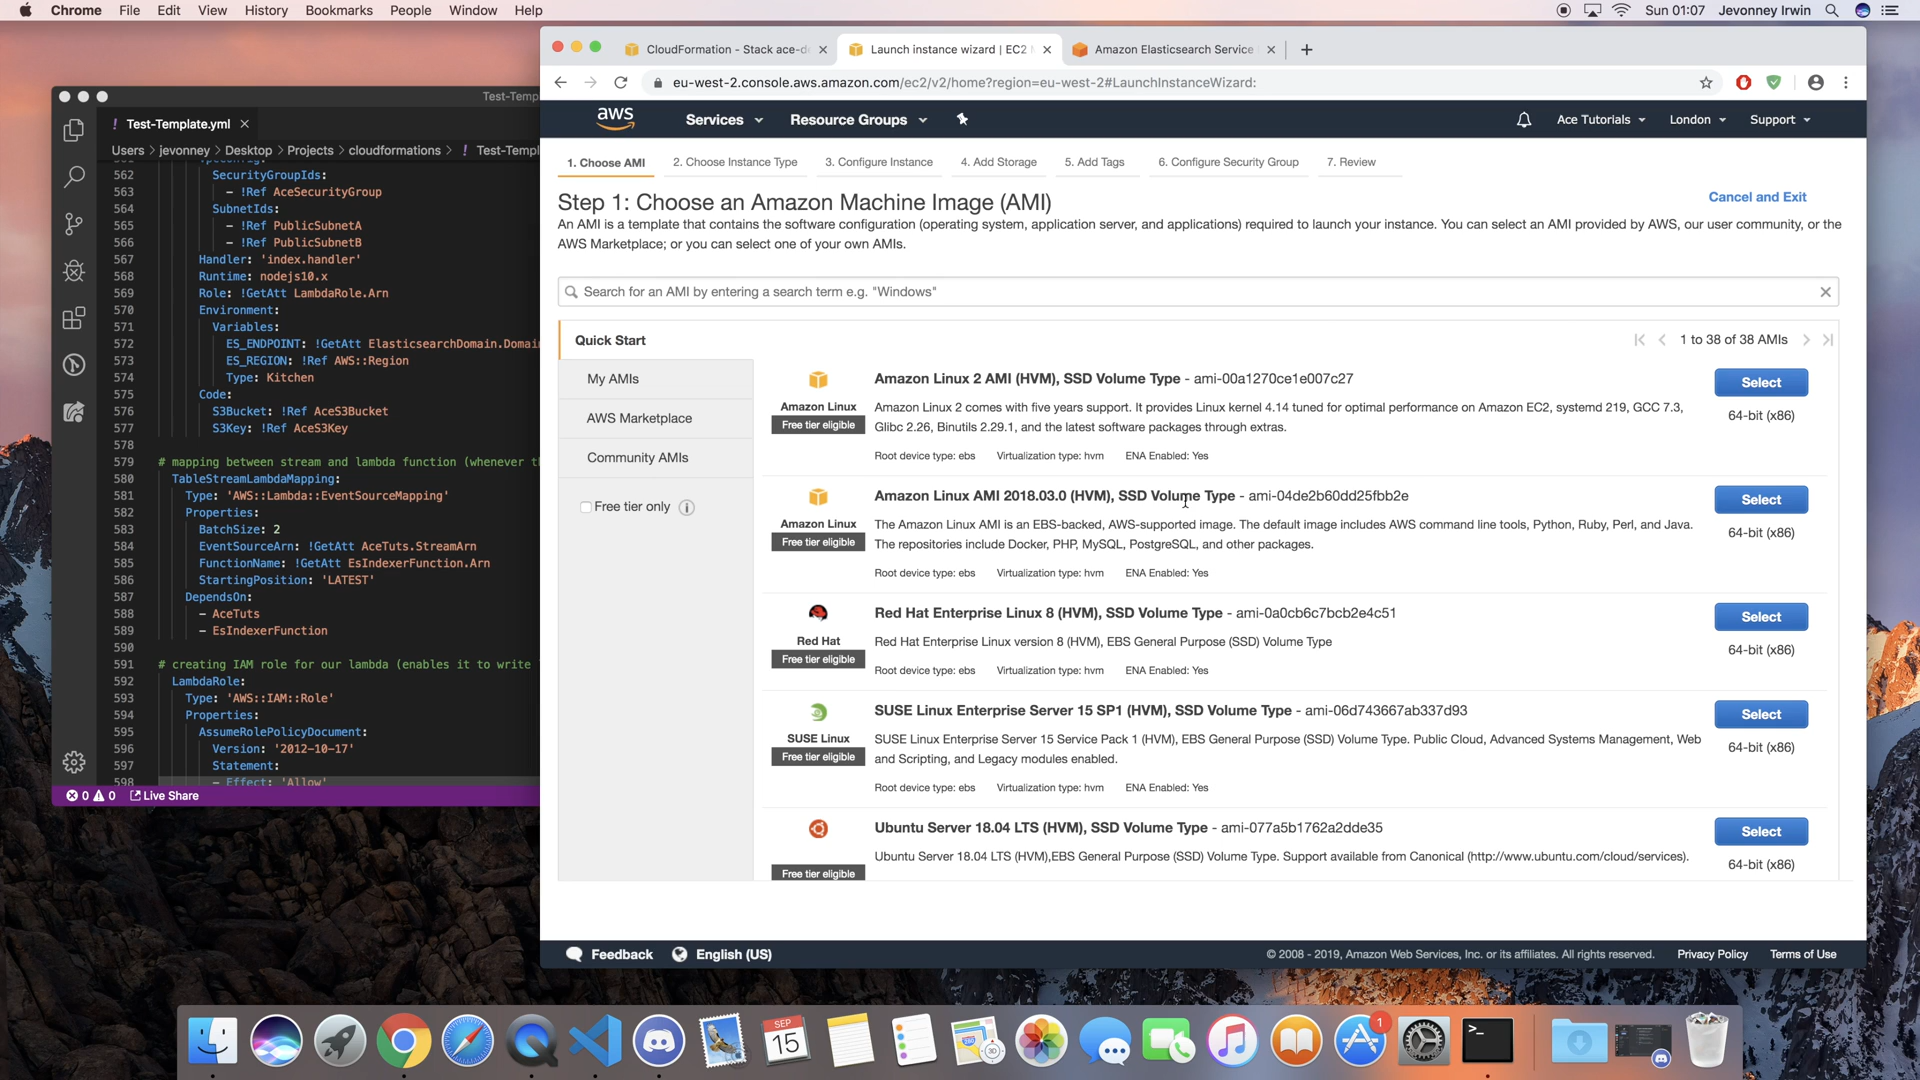 Chrome File Edit View History Bookmarks People Window Help
Sun 01:07 Jevonney Irwin
Test-Temp
! Test-Template.yml
Users > jevonney > Desktop > Projects > cloudformations > ! Test-Templ
562 SecurityGroupIds:
563 - !Ref AceSecurityGroup
564 SubnetIds:
565 - !Ref PublicSubnetA
566 - !Ref PublicSubnetB
567 Handler: 'index.handler'
568 Runtime: nodejs10.x
569 Role: !GetAtt LambdaRole.Arn
570 Environment:
571 Variables:
572 ES_ENDPOINT: !GetAtt ElasticsearchDomain.Domai
573 ES_REGION: !Ref AWS::Region
574 Type: Kitchen
575 Code:
576 S3Bucket: !Ref AceS3Bucket
577 S3Key: !Ref AceS3Key
578
579 # mapping between stream and lambda function (whenever th
580 TableStreamLambdaMapping:
581 Type: 'AWS::Lambda::EventSourceMapping'
582 Properties:
583 BatchSize: 2
584 EventSourceArn: !GetAtt AceTuts.StreamArn
585 FunctionName: !GetAtt EsIndexerFunction.Arn
586 StartingPosition: 'LATEST'
587 DependsOn:
588 - AceTuts
589 - EsIndexerFunction
590
591 # creating IAM role for our lambda (enables it to write
592 LambdaRole:
593 Type: 'AWS::IAM::Role'
594 Properties:
595 AssumeRolePolicyDocument:
596 Version: '2012-10-17'
597 Statement:
598 - Effect: 'Allow'
0 0 Live Share
CloudFormation - Stack ace-de
Launch instance wizard | EC2 M
Amazon Elasticsearch Service
eu-west-2.console.aws.amazon.com/ec2/v2/home?region=eu-west-2#LaunchInstanceWizard:
aws Services Resource Groups Ace Tutorials London Support
1. Choose AMI 2. Choose Instance Type 3. Configure Instance 4. Add Storage 5. Add Tags 6. Configure Security Group 7. Review
Step 1: Choose an Amazon Machine Image (AMI)
Cancel and Exit
An AMI is a template that contains the software configuration (operating system, application server, and applications) required to launch your instance. You can select an AMI provided by AWS, our user community, or the
AWS Marketplace; or you can select one of your own AMIs.
Search for an AMI by entering a search term e.g. "Windows"
Quick Start
1 to 38 of 38 AMIs
My AMIs
AWS Marketplace
Community AMIs
Free tier only
Amazon Linux
Free tier eligible
Amazon Linux 2 AMI (HVM), SSD Volume Type - ami-00a1270ce1e007c27
Amazon Linux 2 comes with five years support. It provides Linux kernel 4.14 tuned for optimal performance on Amazon EC2, systemd 219, GCC 7.3,
Glibc 2.26, Binutils 2.29.1, and the latest software packages through extras.
Root device type: ebs Virtualization type: hvm ENA Enabled: Yes
Select
64-bit (x86)
Amazon Linux
Free tier eligible
Amazon Linux AMI 2018.03.0 (HVM), SSD Volume Type - ami-04de2b60dd25fbb2e
The Amazon Linux AMI is an EBS-backed, AWS-supported image. The default image includes AWS command line tools, Python, Ruby, Perl, and Java.
The repositories include Docker, PHP, MySQL, PostgreSQL, and other packages.
Root device type: ebs Virtualization type: hvm ENA Enabled: Yes
Select
64-bit (x86)
Red Hat
Free tier eligible
Red Hat Enterprise Linux 8 (HVM), SSD Volume Type - ami-0a0cb6c7bcb2e4c51
Red Hat Enterprise Linux version 8 (HVM), EBS General Purpose (SSD) Volume Type
Root device type: ebs Virtualization type: hvm ENA Enabled: Yes
Select
64-bit (x86)
SUSE Linux
Free tier eligible
SUSE Linux Enterprise Server 15 SP1 (HVM), SSD Volume Type - ami-06d743667ab337d93
SUSE Linux Enterprise Server 15 Service Pack 1 (HVM), EBS General Purpose (SSD) Volume Type. Public Cloud, Advanced Systems Management, Web
and Scripting, and Legacy modules enabled.
Root device type: ebs Virtualization type: hvm ENA Enabled: Yes
Select
64-bit (x86)
Free tier eligible
Ubuntu Server 18.04 LTS (HVM), SSD Volume Type - ami-077a5b1762a2dde35
Ubuntu Server 18.04 LTS (HVM),EBS General Purpose (SSD) Volume Type. Support available from Canonical (http://www.ubuntu.com/cloud/services).
Select
64-bit (x86)
Feedback English (US)
© 2008 - 2019, Amazon Web Services, Inc. or its affiliates. All rights reserved. Privacy Policy Terms of Use
SEP
15
1